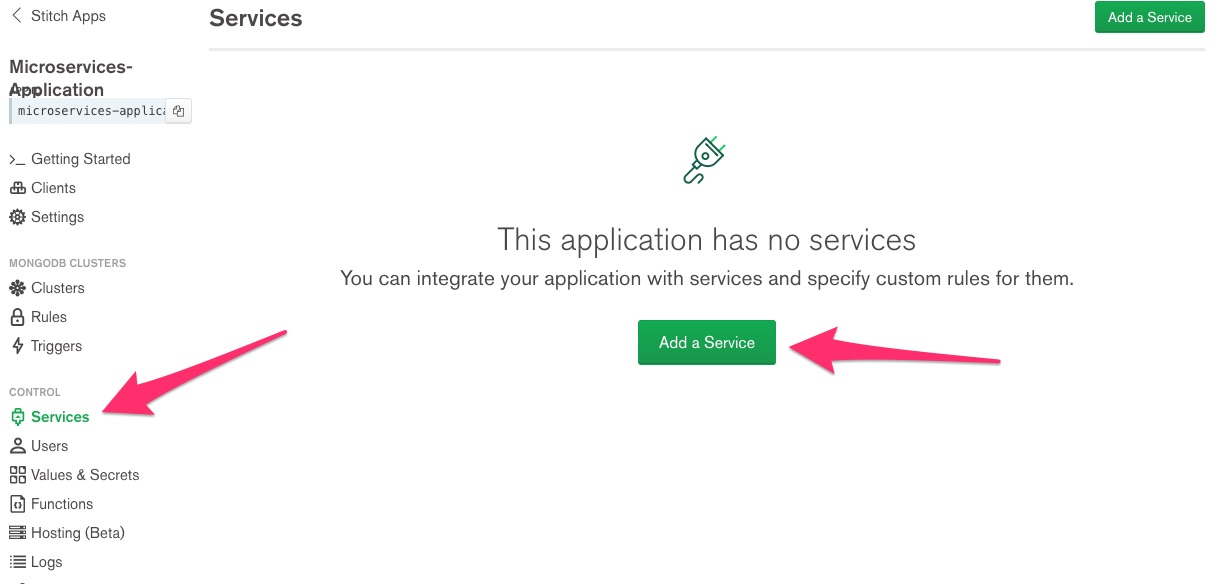 Stitch Apps
Microservices-
Application
microservices-applica
Getting Started
Clients
Settings
MONGODB CLUSTERS
Clusters
Rules
Triggers
CONTROL
Services
Users
Values & Secrets
Functions
Hosting (Beta)
Logs
Services
Add a Service
This application has no services
You can integrate your application with services and specify custom rules for them.
Add a Service